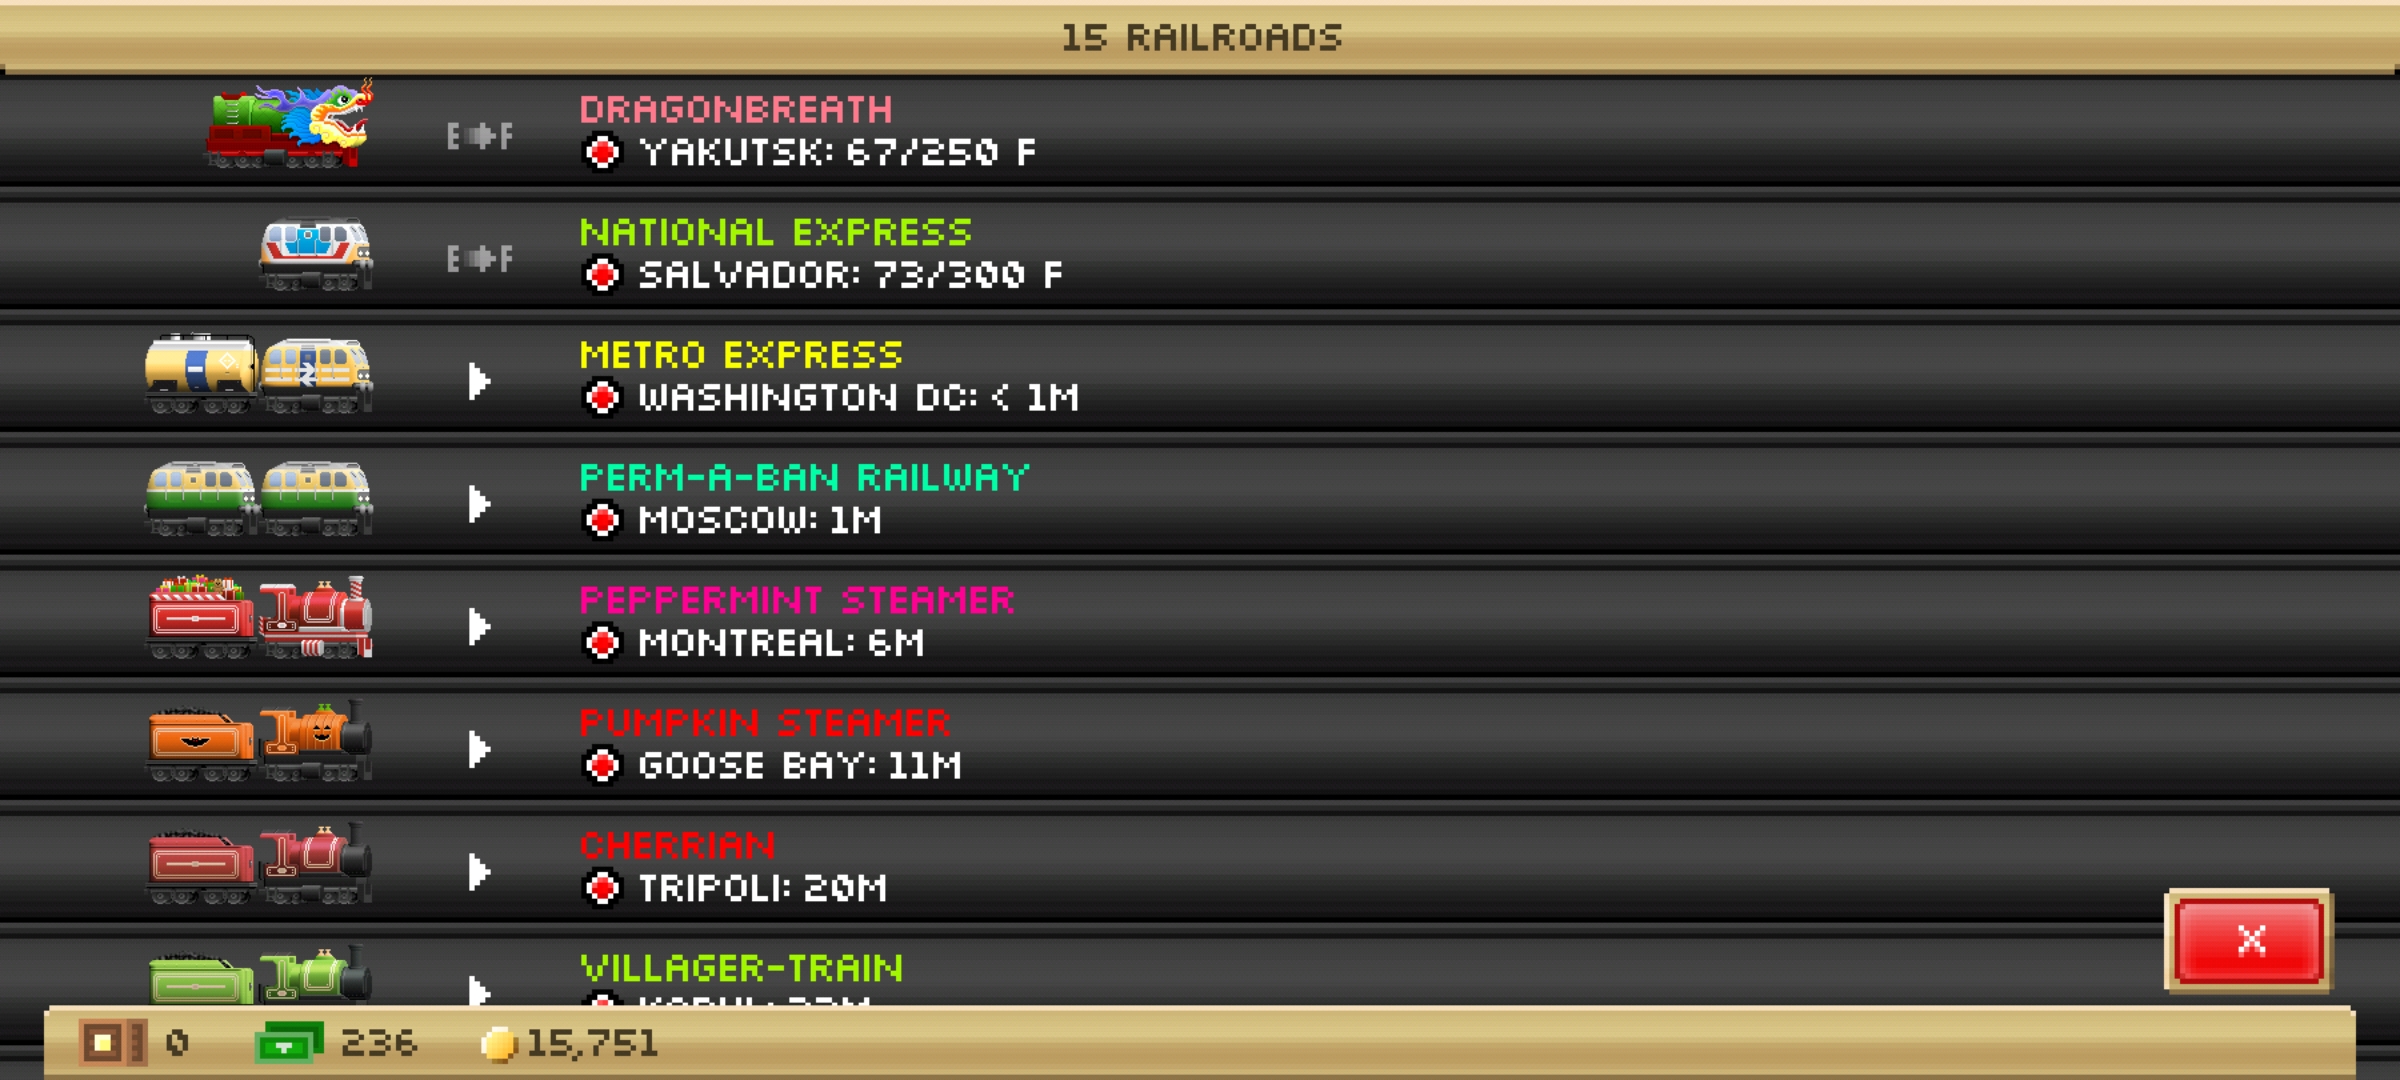 15 RAILROADS
DRAGONBREATH
E F
YAKUTSK: 67/250 F
NATIONAL EXPRESS
E F
SALVADOR: 73/300 F
METRO EXPRESS
WASHINGTON DC: < 1M
PERM-A-BAN RAILWAY
MOSCOW: 1M
PEPPERMINT STEAMER
MONTREAL: 6M
PUMPKIN STEAMER
GOOSE BAY: 11M
CHERRIAN
TRIPOLI: 20M
VILLAGER-TRAIN
X
0 236 15,751